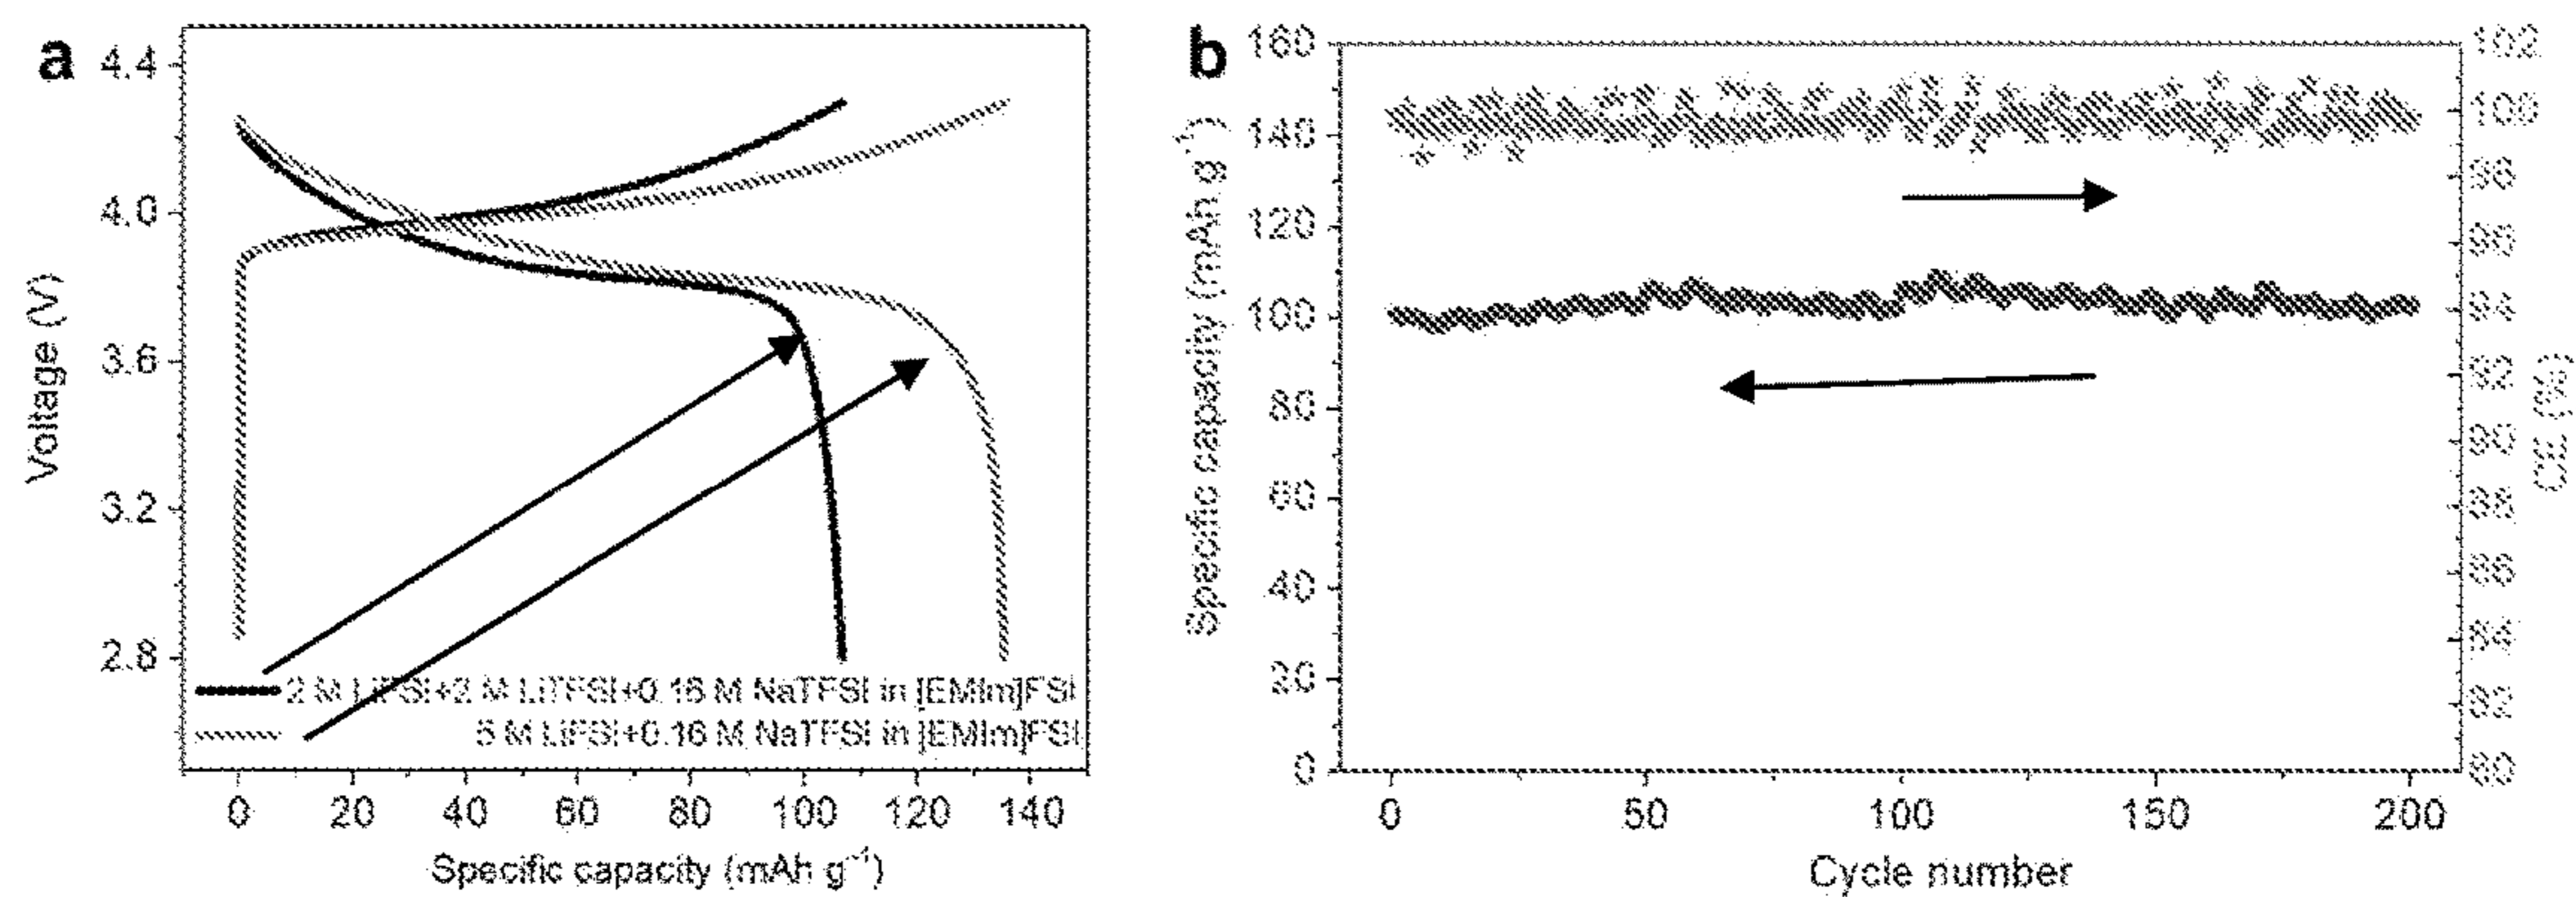 a
4.4
4.0
3.6
3.2
2.8
Voltage (V)
2 M LiFSI+2 M LiTFSI+0.16 M NaTFSI in [EMIm]FSI
5 M LiFSI+0.16 M NaTFSI in [EMIm]FSI
0 20 40 60 80 100 120 140
Specific capacity (mAh g⁻¹)
b
160
140
120
100
80
60
40
20
0
Specific capacity (mAh g⁻¹)
102
100
98
96
94
92
90
88
86
84
82
80
CE (%)
0 50 100 150 200
Cycle number